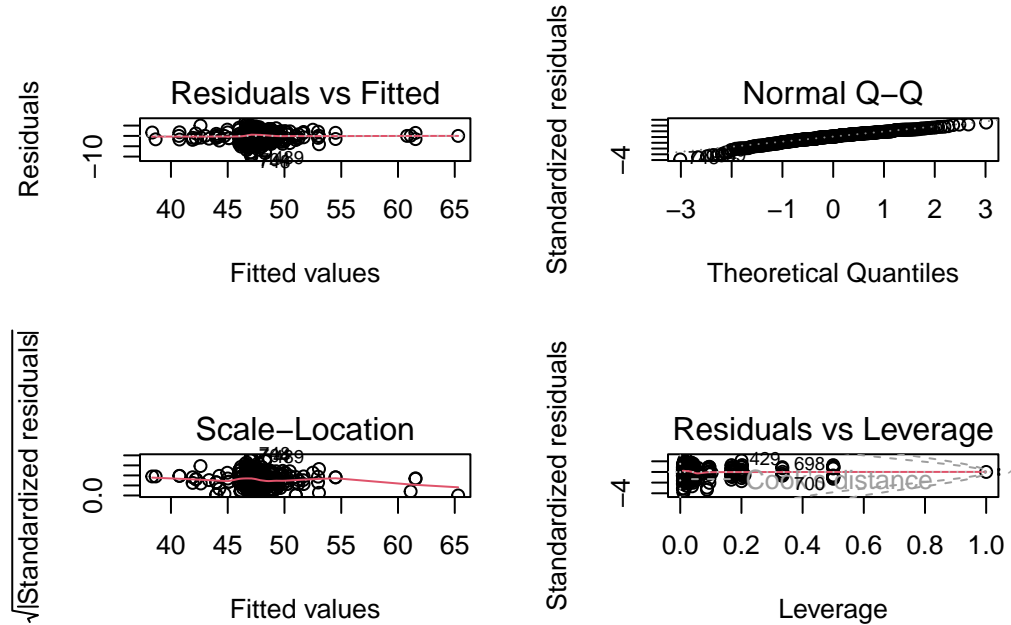 Residuals vs Fitted
Residuals
−10
489
40 45 50 55 60 65
Fitted values
Normal Q−Q
Standardized residuals
−4
−3 −1 0 1 2 3
Theoretical Quantiles
Scale−Location
√|Standardized residuals|
0.0
40 45 50 55 60 65
Fitted values
Residuals vs Leverage
Standardized residuals
−4
429
698
700
Cook's distance
0.0 0.2 0.4 0.6 0.8 1.0
Leverage